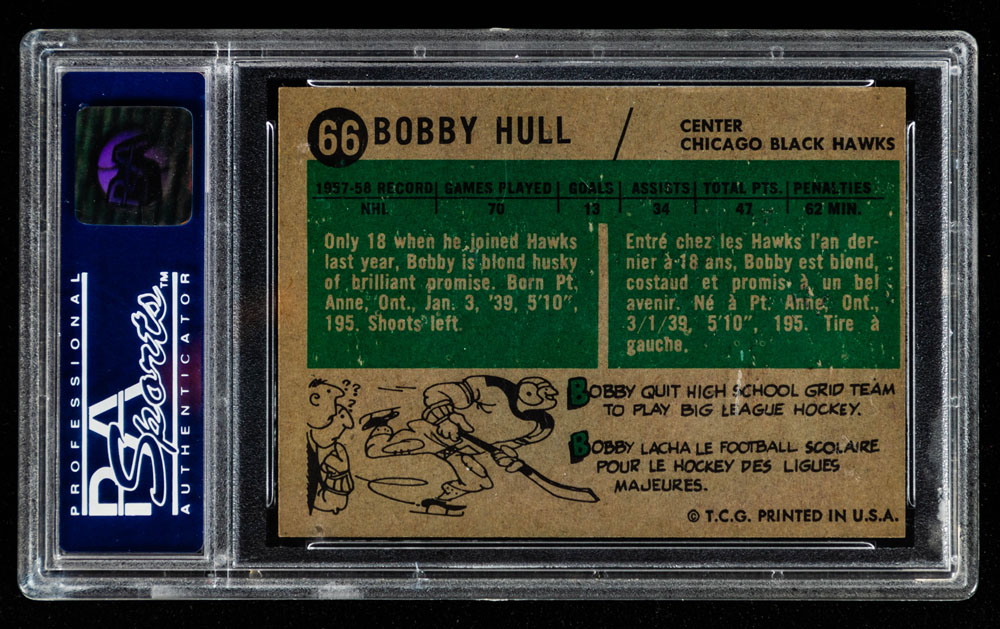 PROFESSIONAL
PSA
Sports™
AUTHENTICATOR
PSA
66 BOBBY HULL / CENTER
CHICAGO BLACK HAWKS
1957-58 RECORD GAMES PLAYED GOALS ASSISTS TOTAL PTS. PENALTIES
NHL 70 13 34 47 62 MIN.
Only 18 when he joined Hawks
last year, Bobby is blond husky
of brilliant promise. Born Pt.
Anne, Ont., Jan. 3, '39, 5'10",
195. Shoots left.
Entré chez les Hawks l'an der-
nier à 18 ans, Bobby est blond,
costaud et promis à un bel
avenir. Né à Pt. Anne, Ont.,
3/1/39, 5'10", 195. Tire à
gauche.
??
BOBBY QUIT HIGH SCHOOL GRID TEAM
TO PLAY BIG LEAGUE HOCKEY.
BOBBY LACHA LE FOOTBALL SCOLAIRE
POUR LE HOCKEY DES LIGUES
MAJEURES.
© T.C.G. PRINTED IN U.S.A.